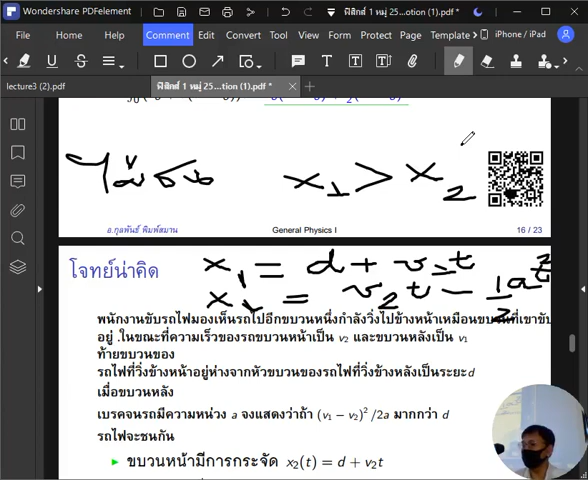 Wondershare PDFelement
ฟิสิกส์ 1 หมู่ 25...otion (1).pdf *
File Home Comment Edit Convert Tool Form Protect Page Template iPhone / iPad
lecture3 (2).pdf ฟิสิกส์ 1 หมู่ 25...tion (1).pdf *
ไม่ชน x₁ > x₂
อ.กุลพันธ์ พิมพ์สมาน General Physics I 16 / 23
โจทย์น่าคิด
พนักงานขับรถไฟมองเห็นรถไฟอีกขบวนหนึ่งกำลังวิ่งไปข้างหน้าเหมือนขบวนที่เขาขับ
อยู่ .ในขณะที่ความเร็วของรถขบวนหน้าเป็น v₂ และขบวนหลังเป็น v₁
ท้ายขบวนของ
รถไฟที่วิ่งข้างหน้าอยู่ห่างจากหัวขบวนของรถไฟที่วิ่งข้างหลังเป็นระยะ d
เมื่อขบวนหลัง
เบรคจนรถมีความหน่วง a จงแสดงว่าถ้า (v₁ − v₂)² /2a มากกว่า d
รถไฟจะชนกัน
ขบวนหน้ามีการกระจัด x₂(t) = d + v₂t